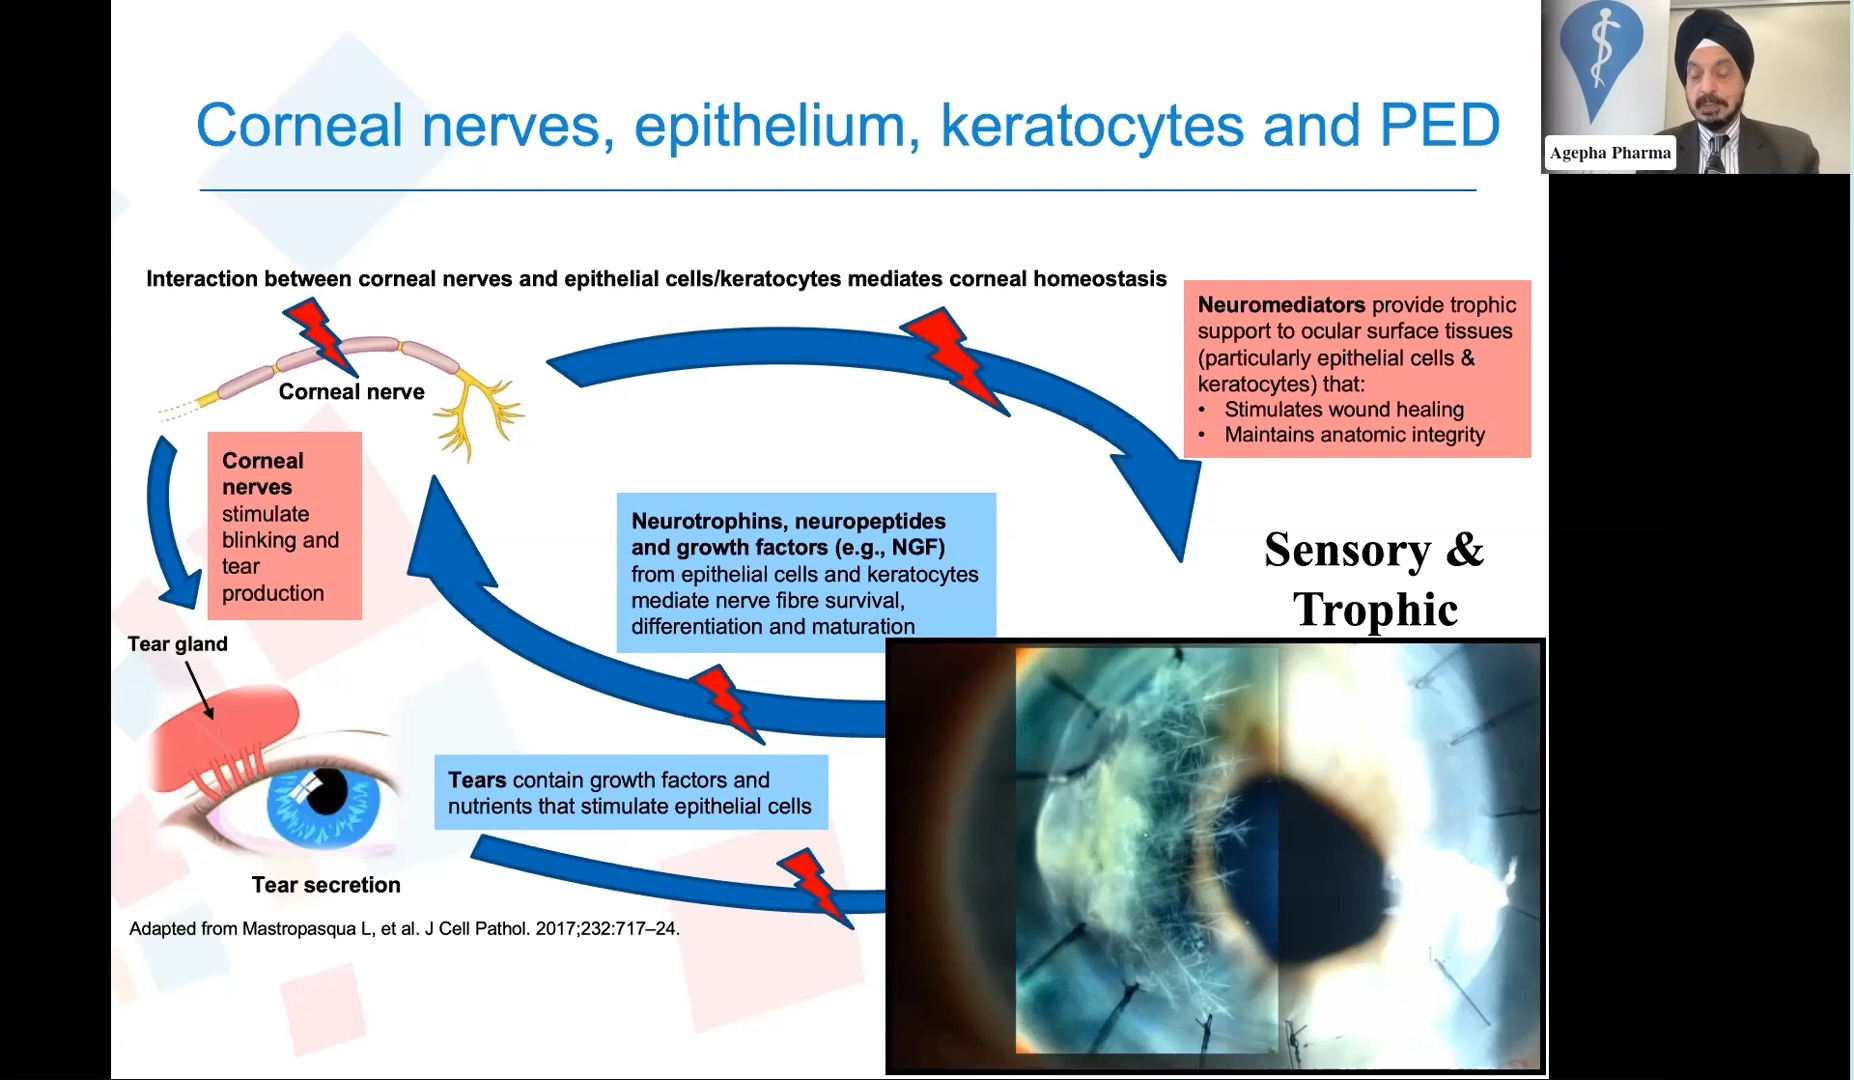 Corneal nerves, epithelium, keratocytes and PED
Agepha Pharma
Interaction between corneal nerves and epithelial cells/keratocytes mediates corneal homeostasis
Neuromediators provide trophic
support to ocular surface tissues
(particularly epithelial cells &
keratocytes) that:
• Stimulates wound healing
• Maintains anatomic integrity
Corneal nerve
Corneal
nerves
stimulate
blinking and
tear
production
Neurotrophins, neuropeptides
and growth factors (e.g., NGF)
from epithelial cells and keratocytes
mediate nerve fibre survival,
differentiation and maturation
Sensory &
Trophic
Tear gland
Tears contain growth factors and
nutrients that stimulate epithelial cells
Tear secretion
Adapted from Mastropasqua L, et al. J Cell Pathol. 2017;232:717–24.